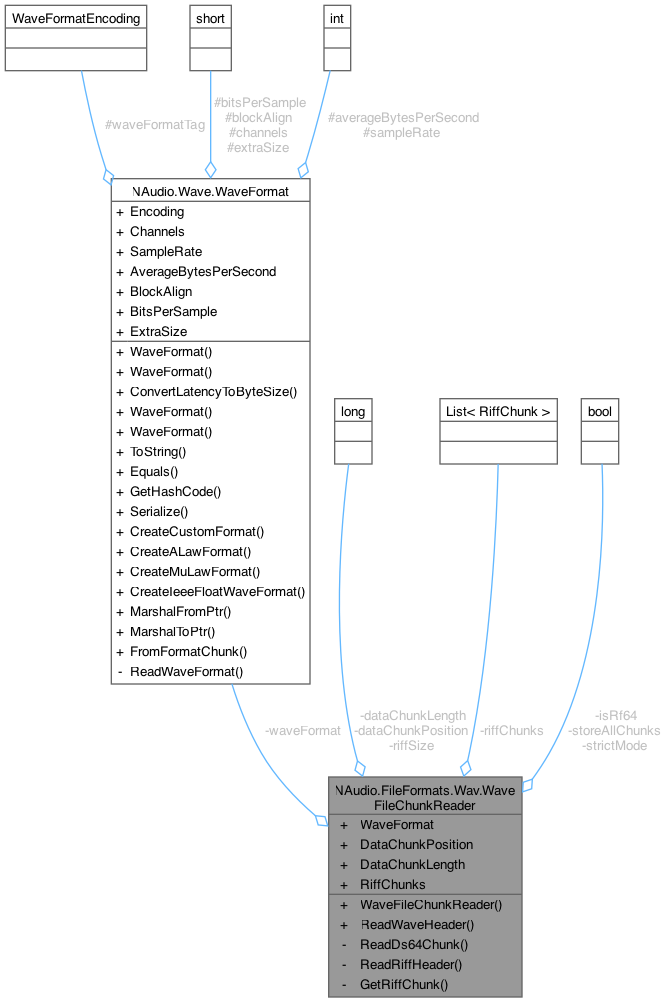 WaveFormatEncoding
short
int
#waveFormatTag
#bitsPerSample
#blockAlign
#channels
#extraSize
#averageBytesPerSecond
#sampleRate
NAudio.Wave.WaveFormat
+ Encoding
+ Channels
+ SampleRate
+ AverageBytesPerSecond
+ BlockAlign
+ BitsPerSample
+ ExtraSize
+ WaveFormat()
+ WaveFormat()
+ ConvertLatencyToByteSize()
+ WaveFormat()
+ WaveFormat()
+ ToString()
+ Equals()
+ GetHashCode()
+ Serialize()
+ CreateCustomFormat()
+ CreateALawFormat()
+ CreateMuLawFormat()
+ CreateIeeeFloatWaveFormat()
+ MarshalFromPtr()
+ MarshalToPtr()
+ FromFormatChunk()
- ReadWaveFormat()
long
List< RiffChunk >
bool
-waveFormat
-dataChunkLength
-dataChunkPosition
-riffSize
-riffChunks
-isRf64
-storeAllChunks
-strictMode
NAudio.FileFormats.Wav.Wave
FileChunkReader
+ WaveFormat
+ DataChunkPosition
+ DataChunkLength
+ RiffChunks
+ WaveFileChunkReader()
+ ReadWaveHeader()
- ReadDs64Chunk()
- ReadRiffHeader()
- GetRiffChunk()